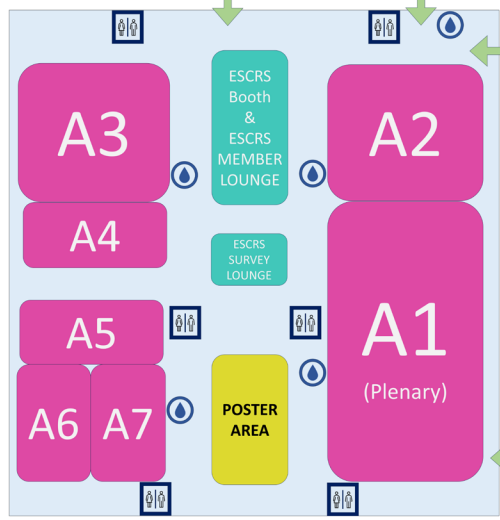 A3
ESCRS
Booth
&
ESCRS
MEMBER
LOUNGE
A2
A4
ESCRS
SURVEY
LOUNGE
A1
(Plenary)
A5
A6
A7
POSTER
AREA